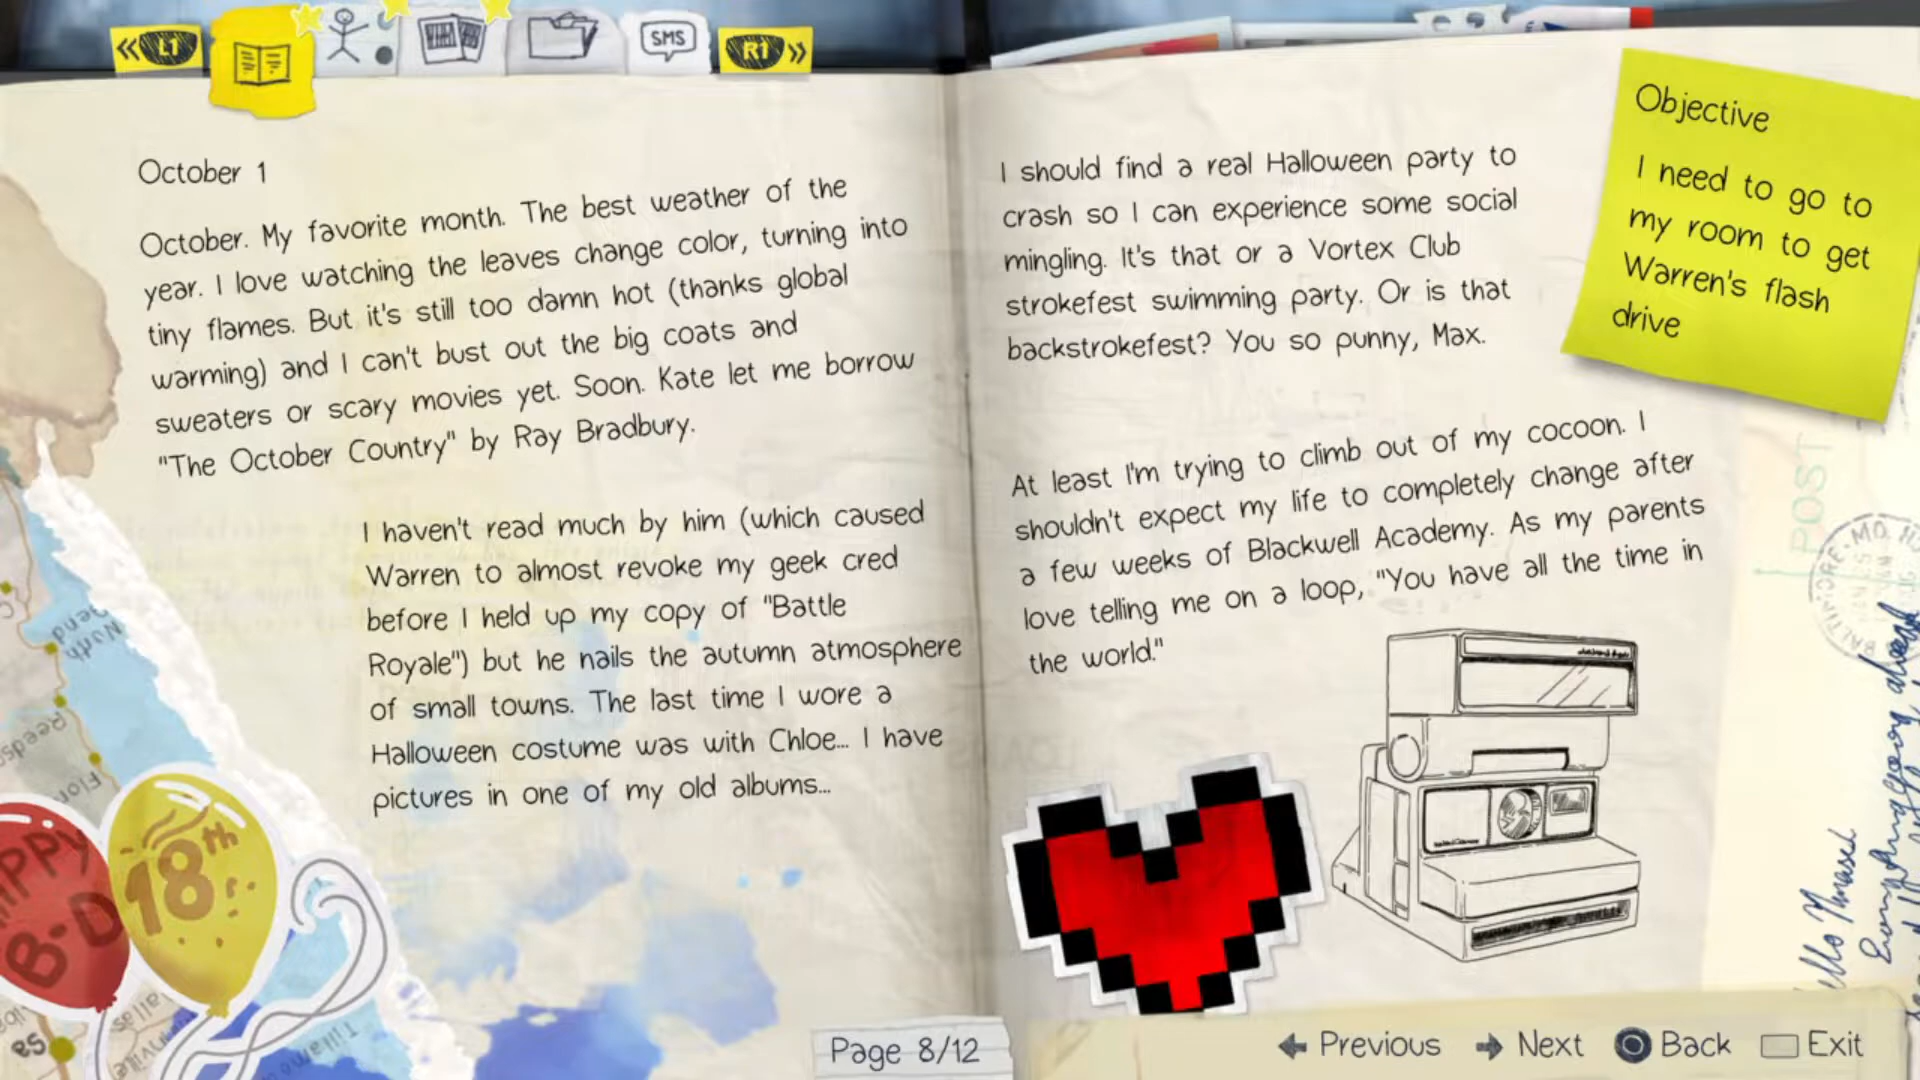 L1
SMS
R1
October 1
October. My favorite month. The best weather of the
year. I love watching the leaves change color, turning into
tiny flames. But it's still too damn hot (thanks global
warming) and I can't bust out the big coats and
sweaters or scary movies yet. Soon. Kate let me borrow
"The October Country" by Ray Bradbury.
I haven't read much by him (which caused
Warren to almost revoke my geek cred
before I held up my copy of "Battle
Royale") but he nails the autumn atmosphere
of small towns. The last time I wore a
Halloween costume was with Chloe... I have
pictures in one of my old albums...
I should find a real Halloween party to
crash so I can experience some social
mingling. It's that or a Vortex Club
strokefest swimming party. Or is that
backstrokefest? You so punny, Max.
At least I'm trying to climb out of my cocoon. I
shouldn't expect my life to completely change after
a few weeks of Blackwell Academy. As my parents
love telling me on a loop, "You have all the time in
the world."
Objective
I need to go to
my room to get
Warren's flash
drive
POST
North
Bend
18th
B-D
Page 8/12
Previous
Next
Back
Exit